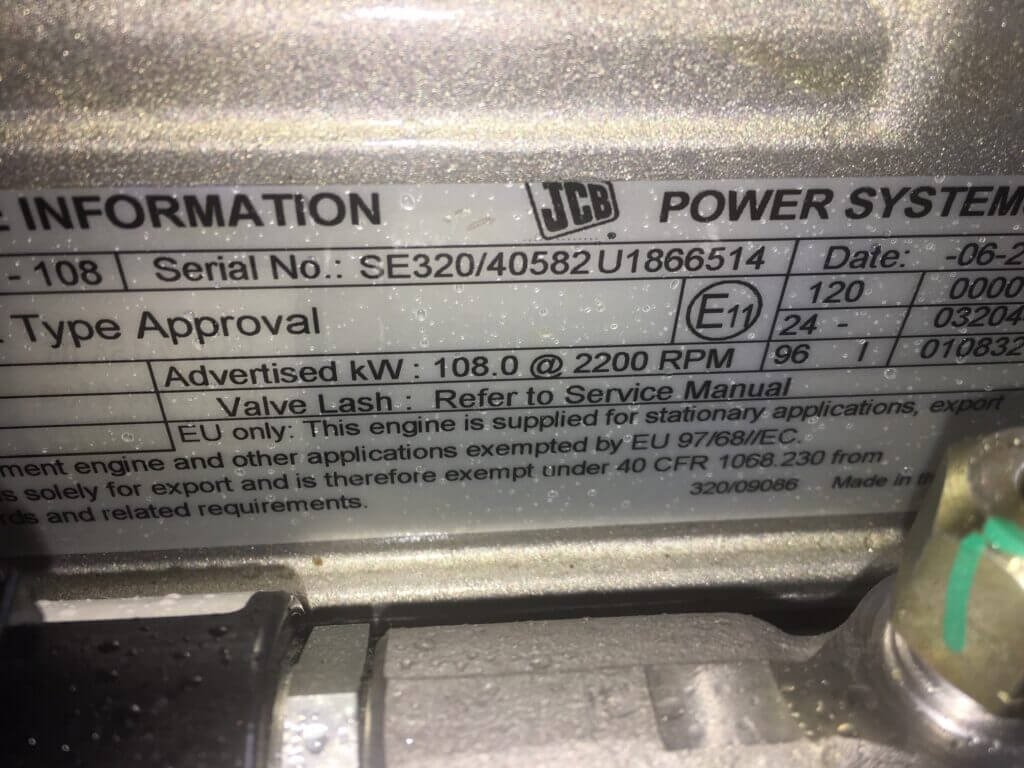 INFORMATION JCB POWER SYSTEM
- 108 Serial No.: SE320/40582 U1866514 Date: -06-2
Type Approval E11 120 0000
24 - 03204
Advertised kW : 108.0 @ 2200 RPM 96 I 010832
Valve Lash : Refer to Service Manual
EU only: This engine is supplied for stationary applications, export
ment engine and other applications exempted by EU 97/68//EC.
s solely for export and is therefore exempt under 40 CFR 1068.230 from
rds and related requirements. 320/09086 Made in th